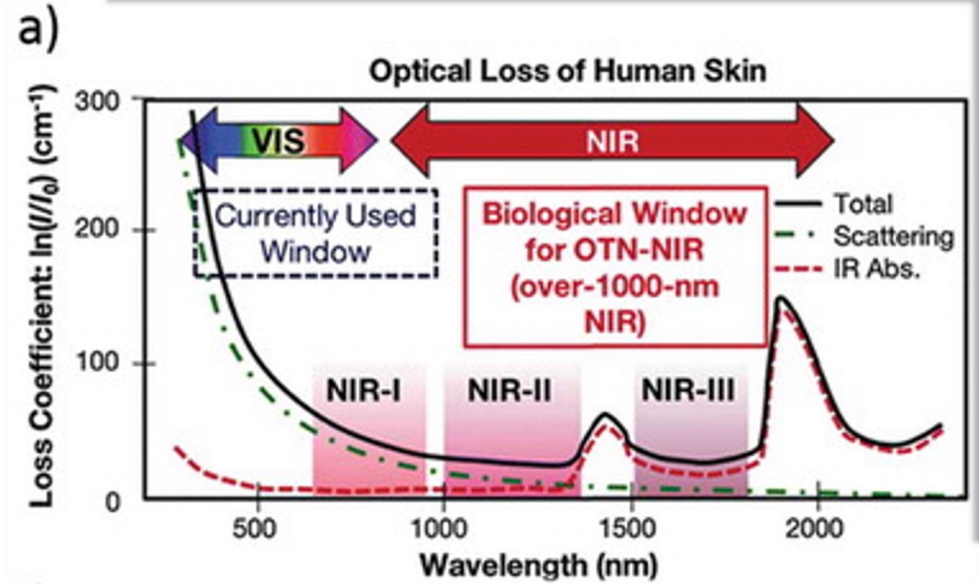 a)
Optical Loss of Human Skin
Loss Coefficient: ln(I/I₀) (cm⁻¹)
300
200
100
0
VIS
NIR
Currently Used
Window
Biological Window
for OTN-NIR
(over-1000-nm
NIR)
Total
Scattering
IR Abs.
NIR-I
NIR-II
NIR-III
500
1000
1500
2000
Wavelength (nm)